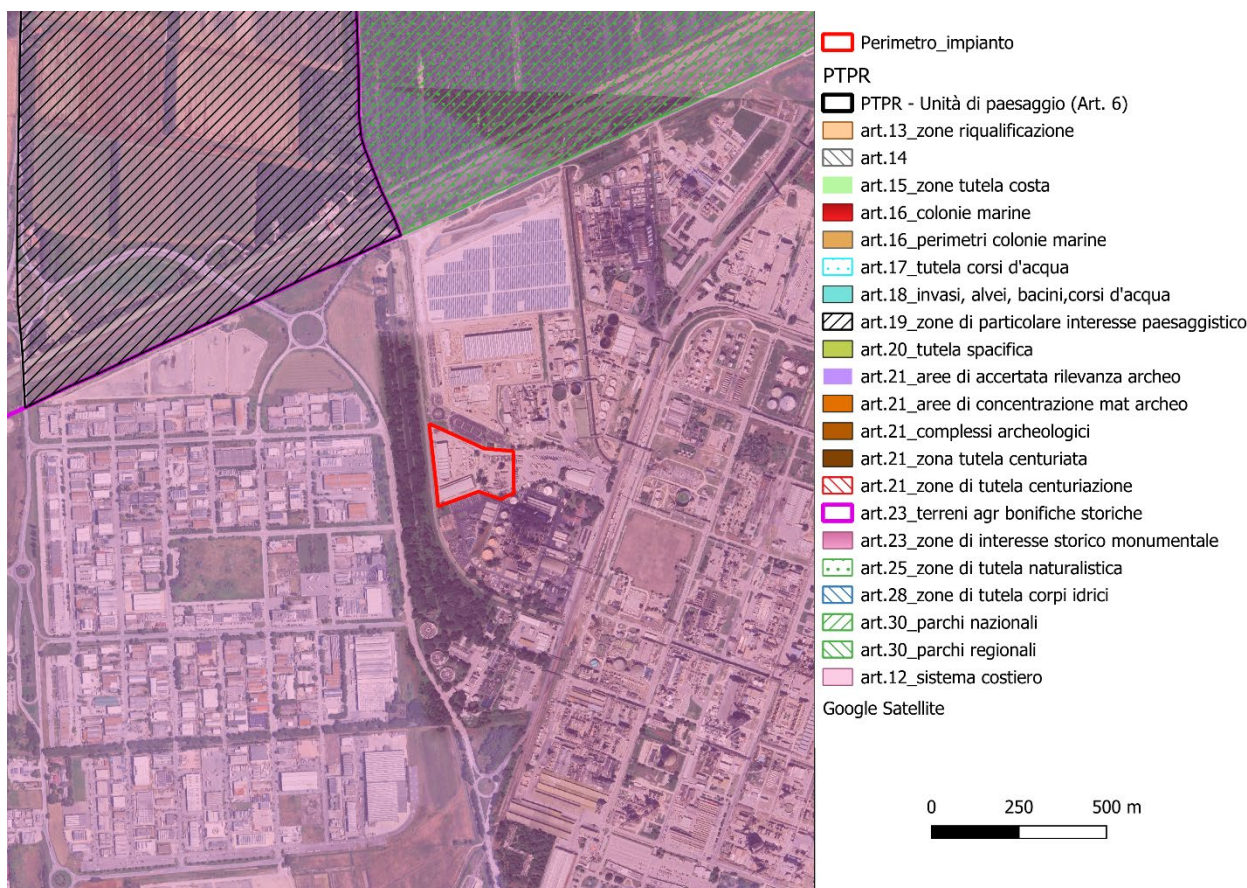 Perimetro_impianto
PTPR
PTPR - Unità di paesaggio (Art. 6)
art.13_zone riqualificazione
art.14
art.15_zone tutela costa
art.16_colonie marine
art.16_perimetri colonie marine
art.17_tutela corsi d'acqua
art.18_invasi, alvei, bacini,corsi d'acqua
art.19_zone di particolare interesse paesaggistico
art.20_tutela spacifica
art.21_aree di accertata rilevanza archeo
art.21_aree di concentrazione mat archeo
art.21_complessi archeologici
art.21_zona tutela centuriata
art.21_zone di tutela centuriazione
art.23_terreni agr bonifiche storiche
art.23_zone di interesse storico monumentale
art.25_zone di tutela naturalistica
art.28_zone di tutela corpi idrici
art.30_parchi nazionali
art.30_parchi regionali
art.12_sistema costiero
Google Satellite
0 250 500 m